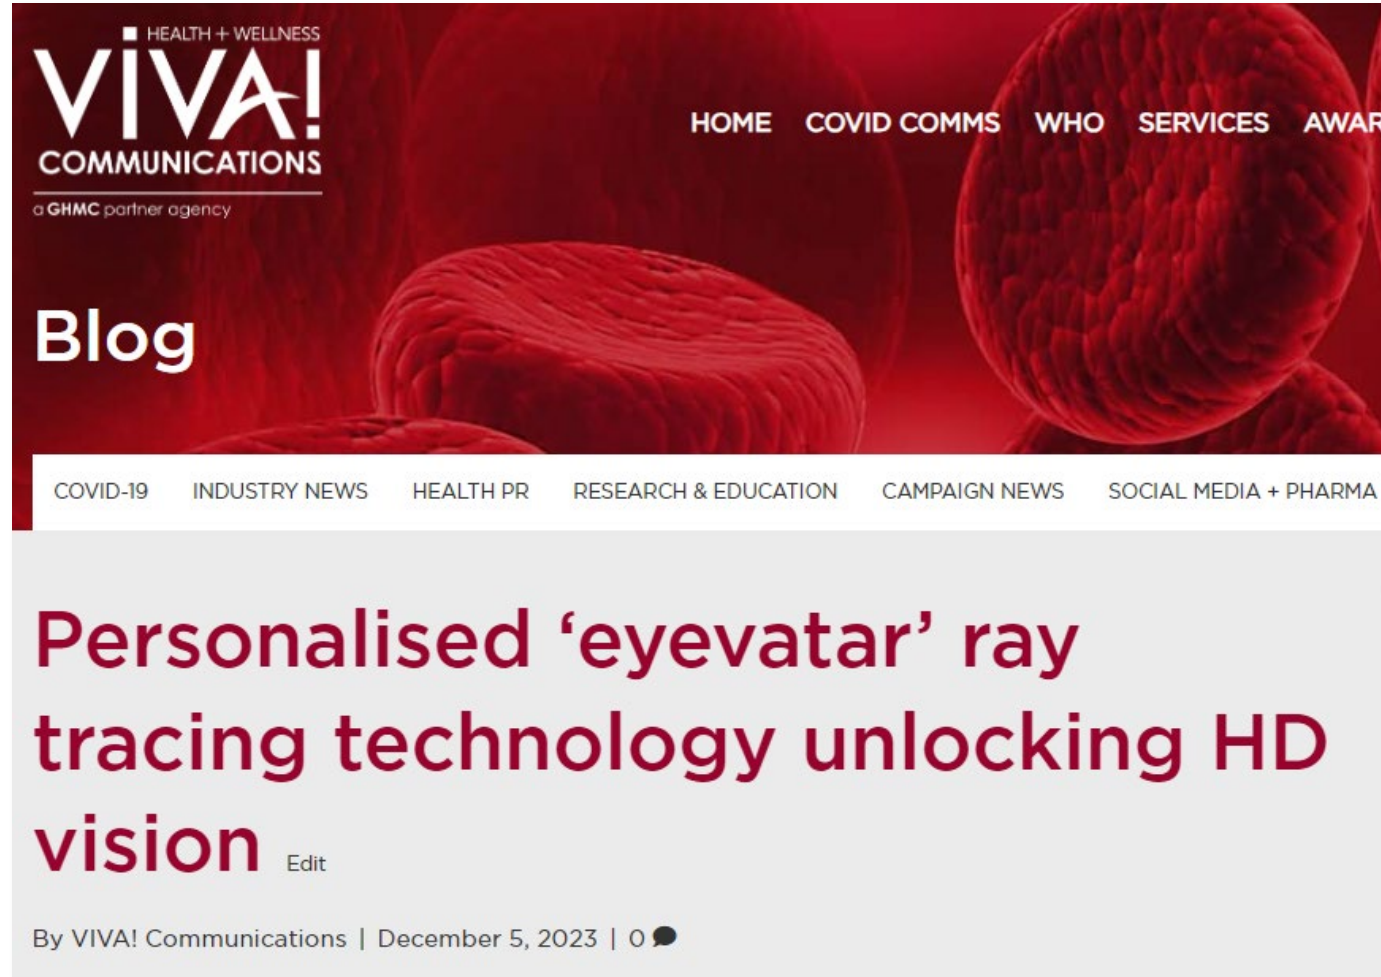 HEALTH + WELLNESS
VIVA!
COMMUNICATIONS
a GHMC partner agency
HOME COVID COMMS WHO SERVICES AWAR
Blog
COVID-19 INDUSTRY NEWS HEALTH PR RESEARCH & EDUCATION CAMPAIGN NEWS SOCIAL MEDIA + PHARMA
Personalised ‘eyevatar’ ray
tracing technology unlocking HD
vision Edit
By VIVA! Communications | December 5, 2023 | 0